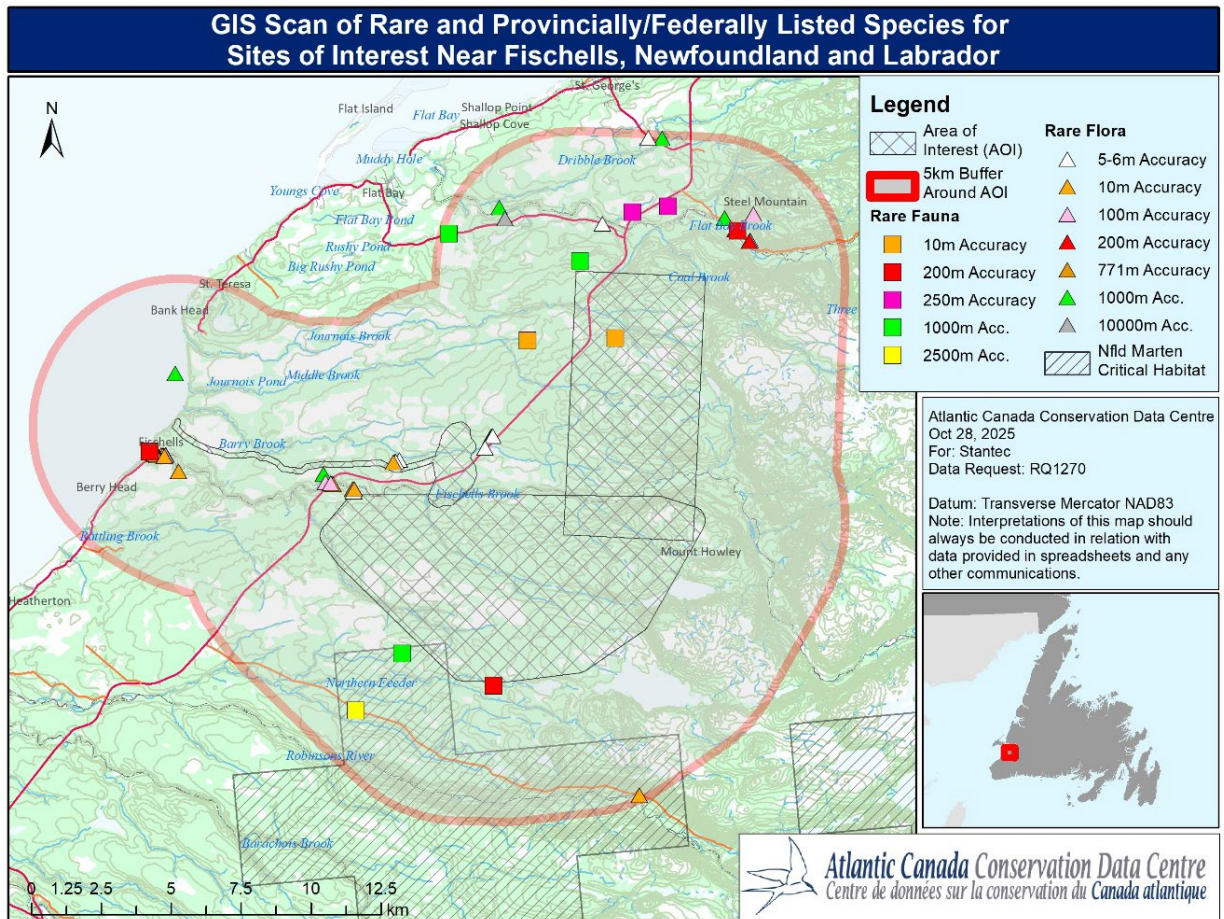 GIS Scan of Rare and Provincially/Federally Listed Species for
Sites of Interest Near Fischells, Newfoundland and Labrador
N
St. George's
Flat Island
Shallop Point
Flat Bay
Shallop Cove
Muddy Hole
Dribble Brook
Youngs Cove
Flat Bay
Steel Mountain
Flat Bay Pond
Flat Bay Brook
Rushy Pond
Big Rushy Pond
Coal Brook
St. Teresa
Bank Head
Three
Journois Brook
Middle Brook
Journois Pond
Fischells
Barry Brook
Berry Head
Fischells Brook
Rattling Brook
Mount Howley
Heatherton
Northern Feeder
Robinsons River
Barachois Brook
0 1.25 2.5 5 7.5 10 12.5
km
Legend
Area of
Interest (AOI)
5km Buffer
Around AOI
Rare Fauna
10m Accuracy
200m Accuracy
250m Accuracy
1000m Acc.
2500m Acc.
Rare Flora
5-6m Accuracy
10m Accuracy
100m Accuracy
200m Accuracy
771m Accuracy
1000m Acc.
10000m Acc.
Nfld Marten
Critical Habitat
Atlantic Canada Conservation Data Centre
Oct 28, 2025
For: Stantec
Data Request: RQ1270
Datum: Transverse Mercator NAD83
Note: Interpretations of this map should
always be conducted in relation with
data provided in spreadsheets and any
other communications.
Atlantic Canada Conservation Data Centre
Centre de données sur la conservation du Canada atlantique